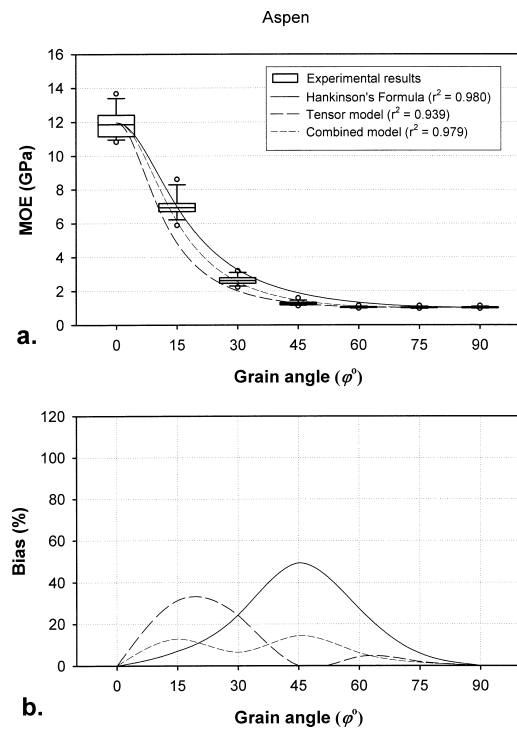 Aspen
16
14
12
10
8
6
4
2
0
MOE (GPa)
Experimental results
Hankinson's Formula (r² = 0.980)
Tensor model (r² = 0.939)
Combined model (r² = 0.979)
0 15 30 45 60 75 90
a.
Grain angle (φº)
120
100
80
60
40
20
0
Bias (%)
0 15 30 45 60 75 90
b.
Grain angle (φº)